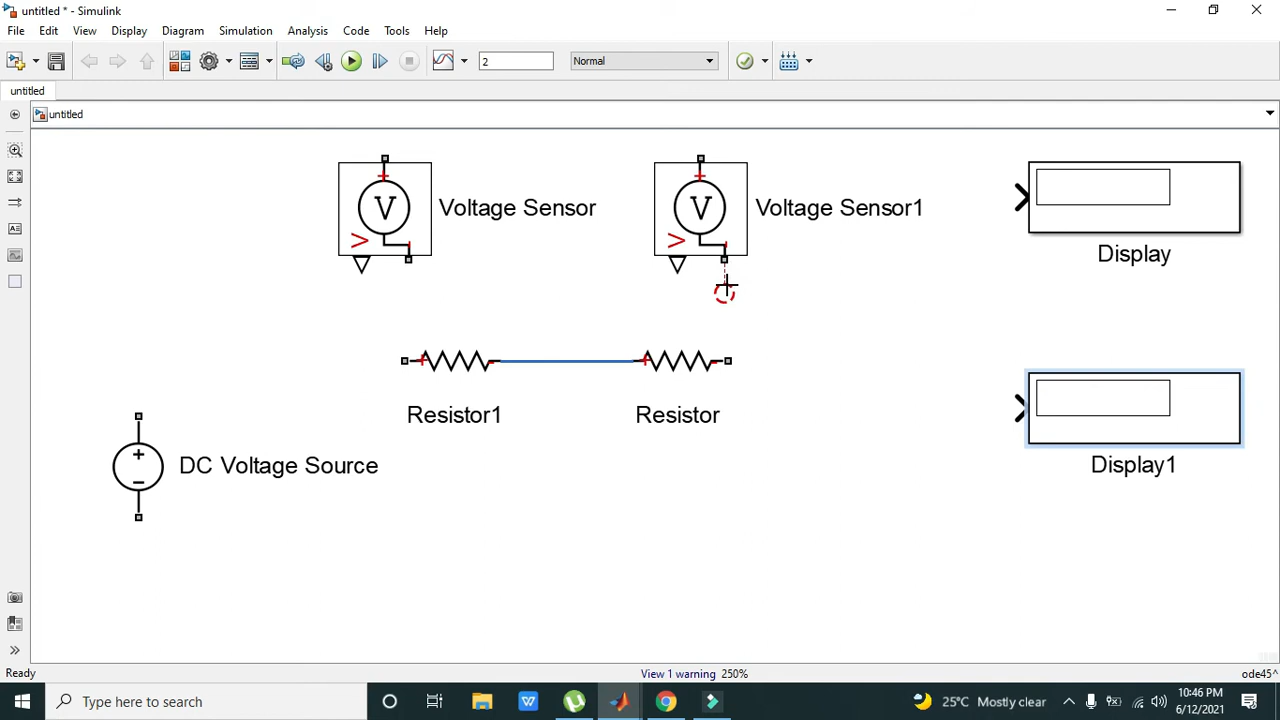 untitled * - Simulink
File Edit View Display Diagram Simulation Analysis Code Tools Help
2 Normal
untitled
untitled
V Voltage Sensor V Voltage Sensor1
Display
Resistor1 Resistor
DC Voltage Source
Display1
Ready View 1 warning 250% ode45^
Type here to search W 25°C Mostly clear 10:46 PM
6/12/2021